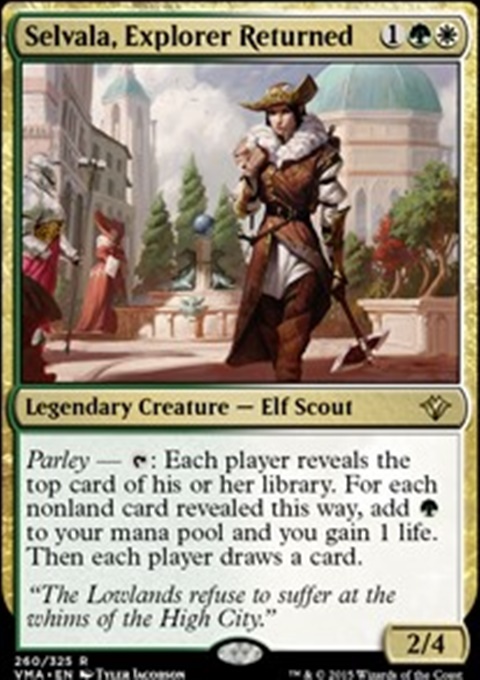 Selvala, Explorer Returned 1
Legendary Creature — Elf Scout
Parley — : Each player reveals the
top card of his or her library. For each
nonland card revealed this way, add
to your mana pool and you gain 1 life.
Then each player draws a card.
“The Lowlands refuse to suffer at the
whims of the High City.”
2/4
260/325 R
VMA • EN Tyler Jacobson
™ & © 2015 Wizards of the Coast